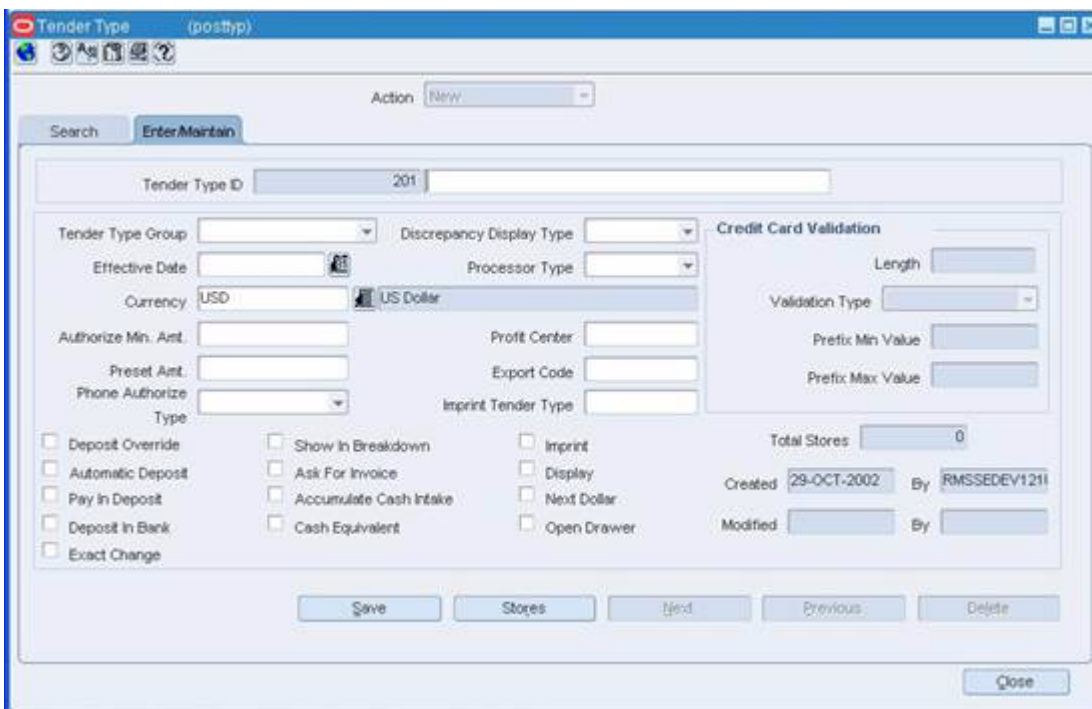 Tender Type (posttyp)
Action New
Search Enter/Maintain
Tender Type ID 201
Tender Type Group Discrepancy Display Type Credit Card Validation
Effective Date Processor Type Length
Currency USD US Dollar Validation Type
Authorize Min. Amt. Profit Center Prefix Min Value
Preset Amt. Export Code Prefix Max Value
Phone Authorize
Type Imprint Tender Type
Deposit Override Show In Breakdown Imprint Total Stores 0
Automatic Deposit Ask For Invoice Display Created 29-OCT-2002 By RMSSEDEV121
Pay In Deposit Accumulate Cash Intake Next Dollar
Deposit In Bank Cash Equivalent Open Drawer Modified By
Exact Change
Save Stores Next Previous Delete
Close